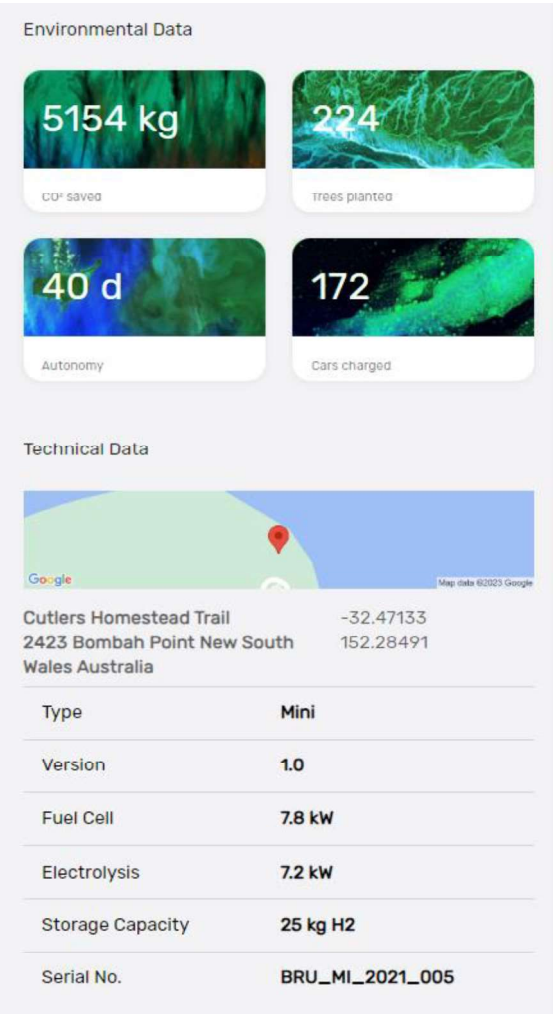 Environmental Data
5154 kg
224
CO² saved
Trees planted
40 d
172
Autonomy
Cars charged
Technical Data
Google
Map data ©2023 Google
Cutlers Homestead Trail
-32.47133
2423 Bombah Point New South
152.28491
Wales Australia
Type
Mini
Version
1.0
Fuel Cell
7.8 kW
Electrolysis
7.2 kW
Storage Capacity
25 kg H2
Serial No.
BRU_MI_2021_005